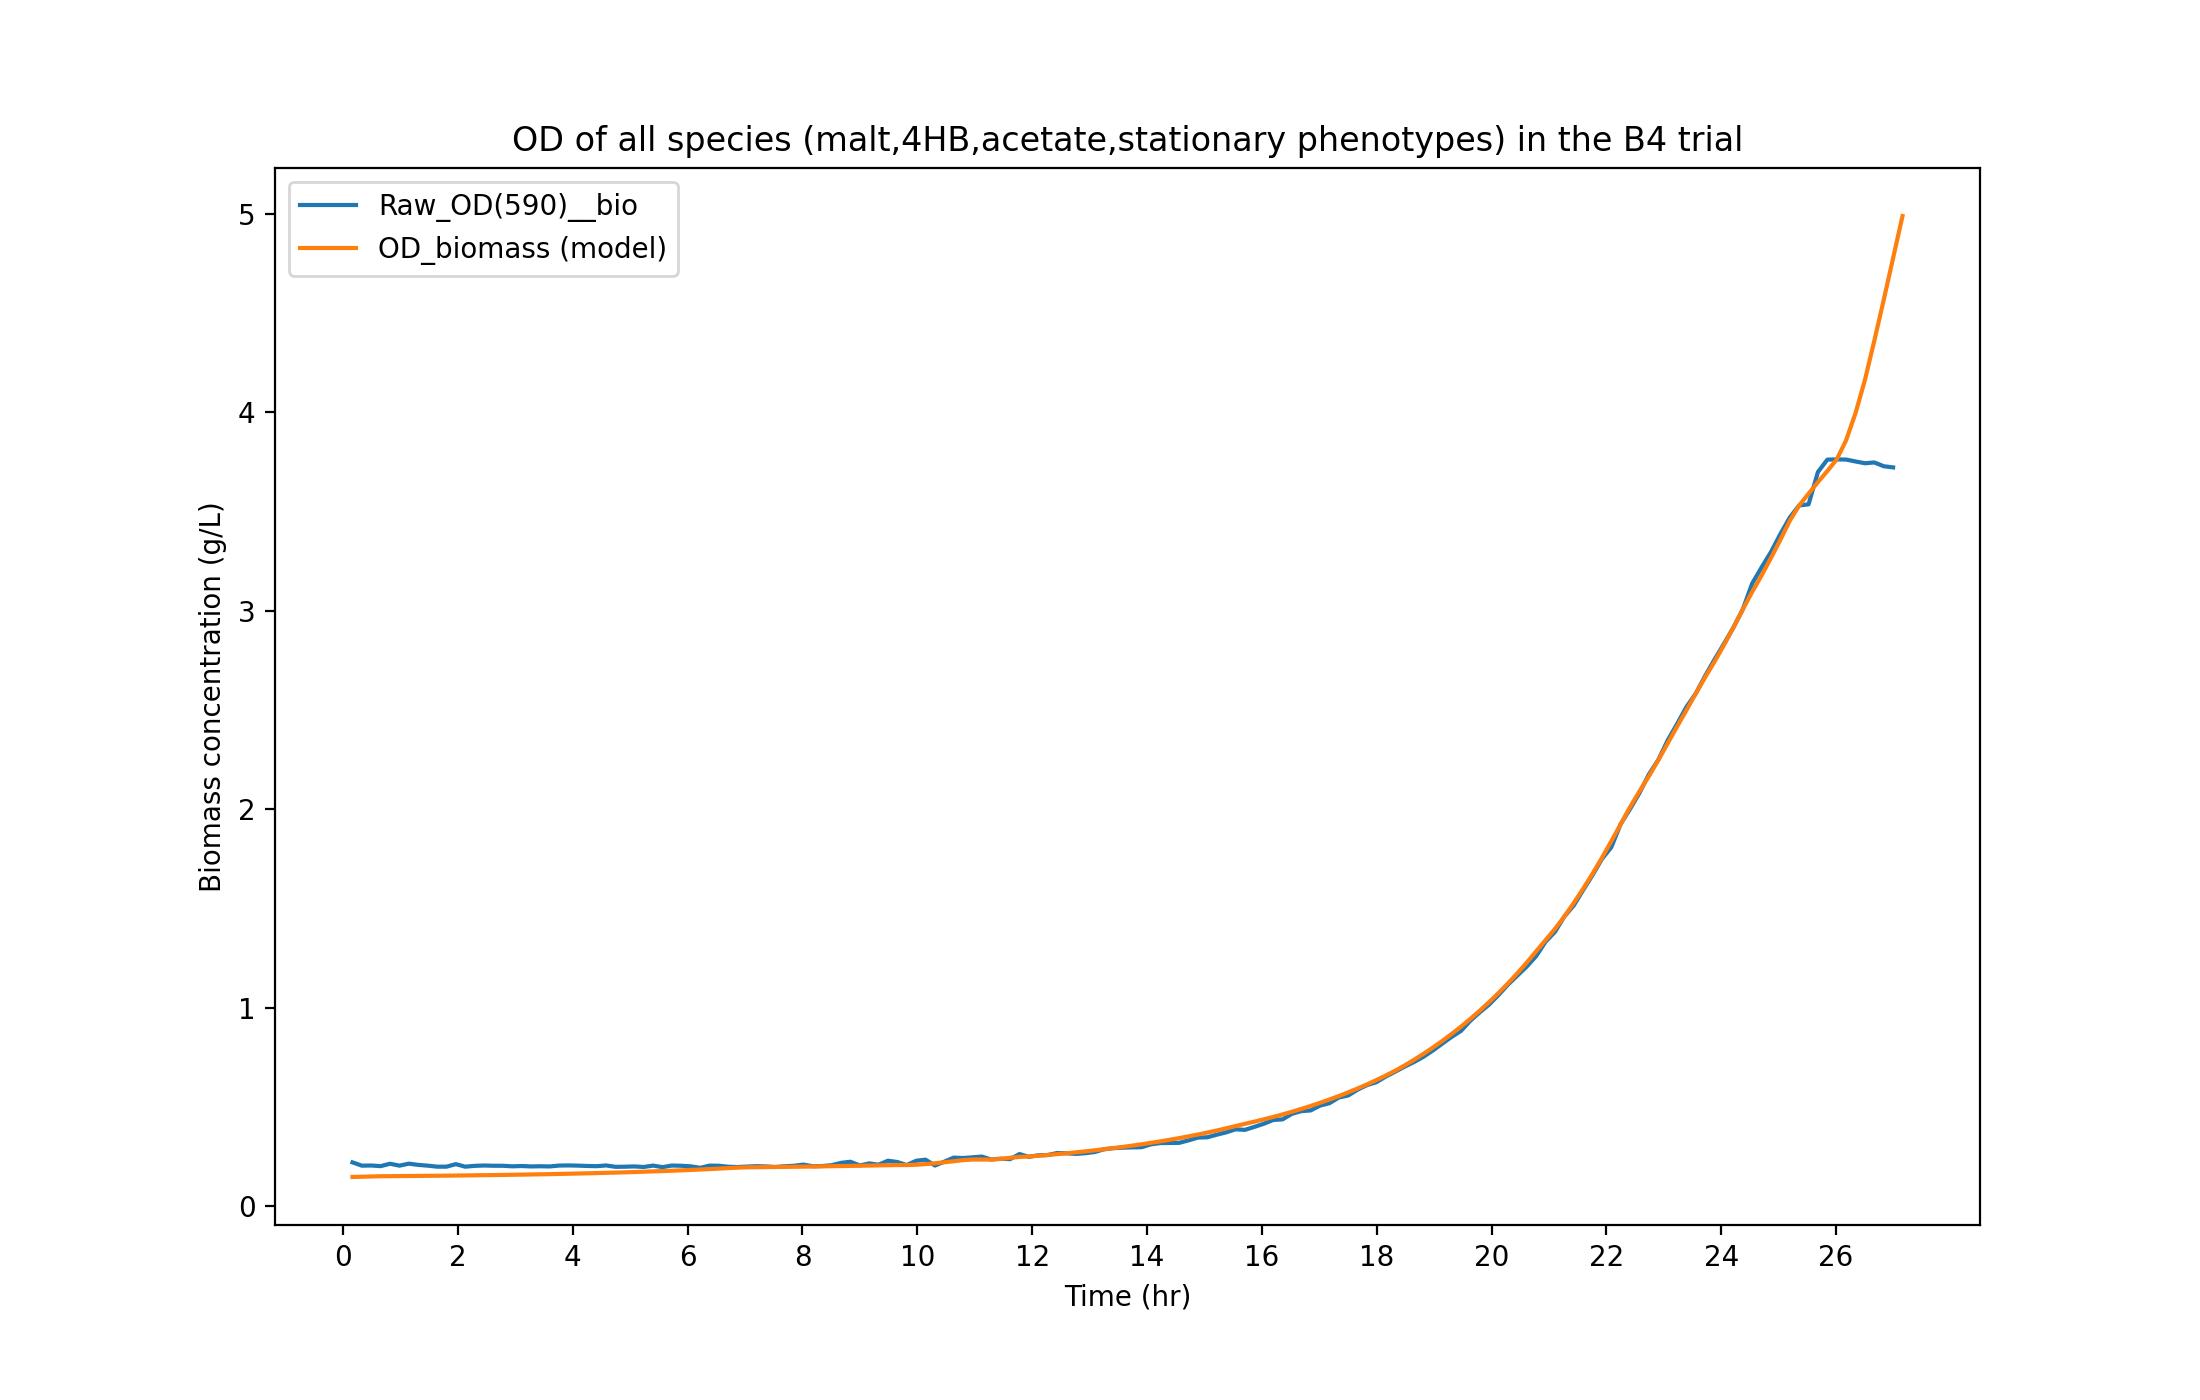 OD of all species (malt,4HB,acetate,stationary phenotypes) in the B4 trial
Raw_OD(590)__bio
OD_biomass (model)
Biomass concentration (g/L)
5
4
3
2
1
0
0 2 4 6 8 10 12 14 16 18 20 22 24 26
Time (hr)